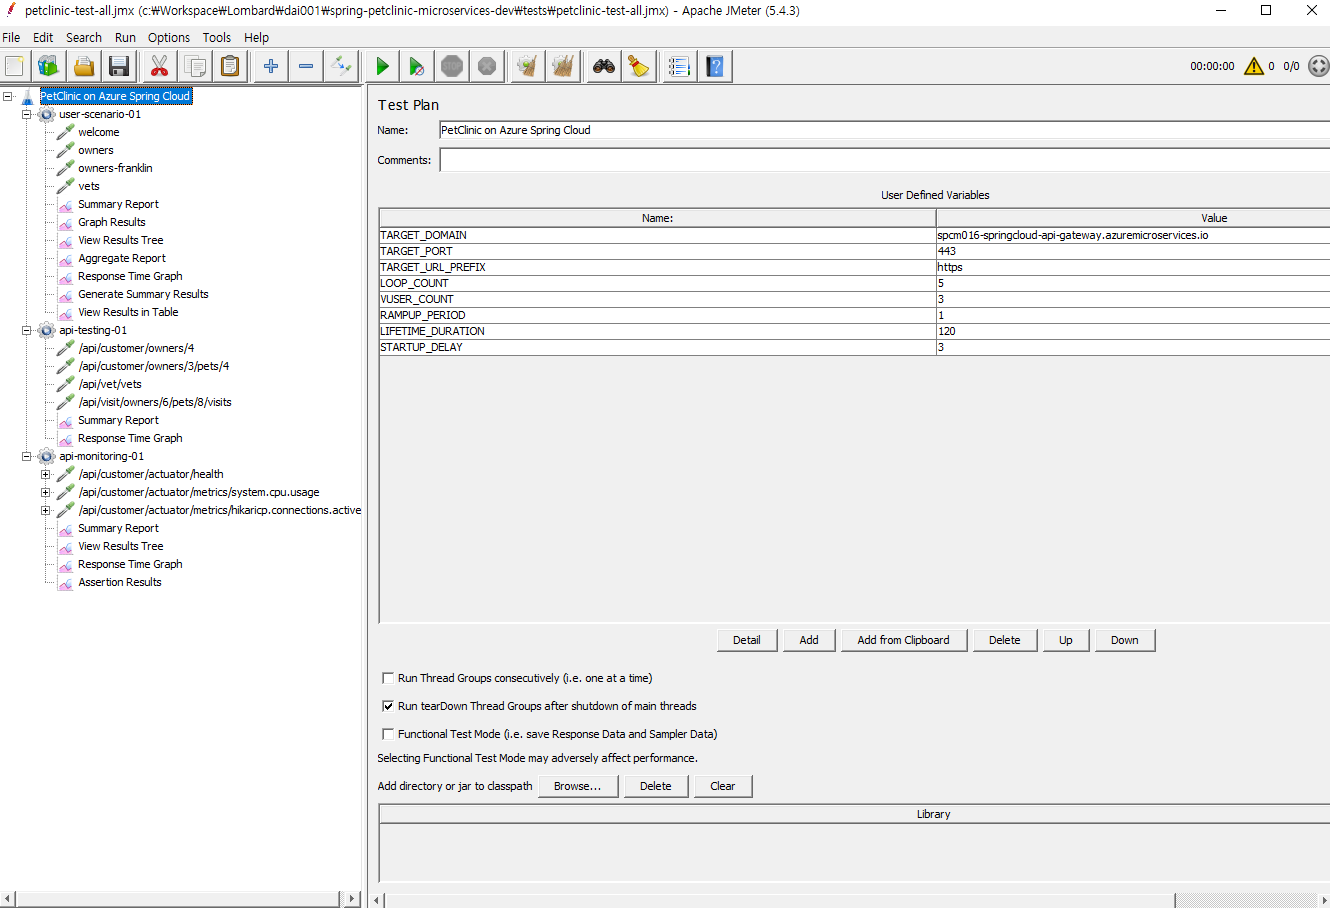 petclinic-test-all.jmx (c:₩Workspace₩Lombard₩dai001₩spring-petclinic-microservices-dev₩tests₩petclinic-test-all.jmx) - Apache JMeter (5.4.3)
File Edit Search Run Options Tools Help
STOP
00:00:00 0 0/0
PetClinic on Azure Spring Cloud
user-scenario-01
welcome
owners
owners-franklin
vets
Summary Report
Graph Results
View Results Tree
Aggregate Report
Response Time Graph
Generate Summary Results
View Results in Table
api-testing-01
/api/customer/owners/4
/api/customer/owners/3/pets/4
/api/vet/vets
/api/visit/owners/6/pets/8/visits
Summary Report
Response Time Graph
api-monitoring-01
/api/customer/actuator/health
/api/customer/actuator/metrics/system.cpu.usage
/api/customer/actuator/metrics/hikaricp.connections.active
Summary Report
View Results Tree
Response Time Graph
Assertion Results
Test Plan
Name: PetClinic on Azure Spring Cloud
Comments:
User Defined Variables
Name: Value
TARGET_DOMAIN spcm016-springcloud-api-gateway.azuremicroservices.io
TARGET_PORT 443
TARGET_URL_PREFIX https
LOOP_COUNT 5
VUSER_COUNT 3
RAMPUP_PERIOD 1
LIFETIME_DURATION 120
STARTUP_DELAY 3
Detail Add Add from Clipboard Delete Up Down
Run Thread Groups consecutively (i.e. one at a time)
Run tearDown Thread Groups after shutdown of main threads
Functional Test Mode (i.e. save Response Data and Sampler Data)
Selecting Functional Test Mode may adversely affect performance.
Add directory or jar to classpath Browse... Delete Clear
Library